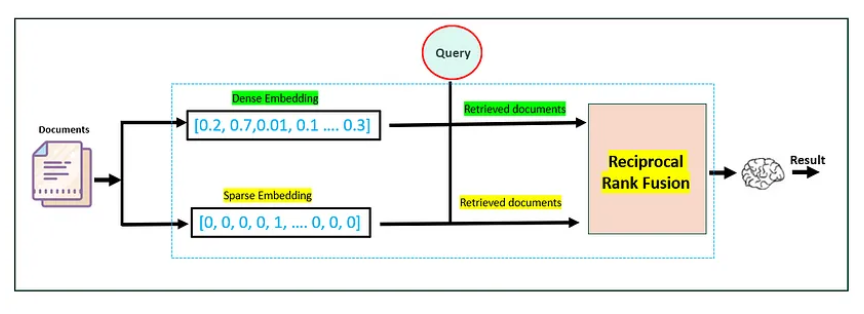 Query
Dense Embedding
Retrieved documents
[0.2, 0.7,0.01, 0.1 .... 0.3]
Documents
Reciprocal
Rank Fusion
Result
Sparse Embedding
Retrieved documents
[0, 0, 0, 0, 1, .... 0, 0, 0]